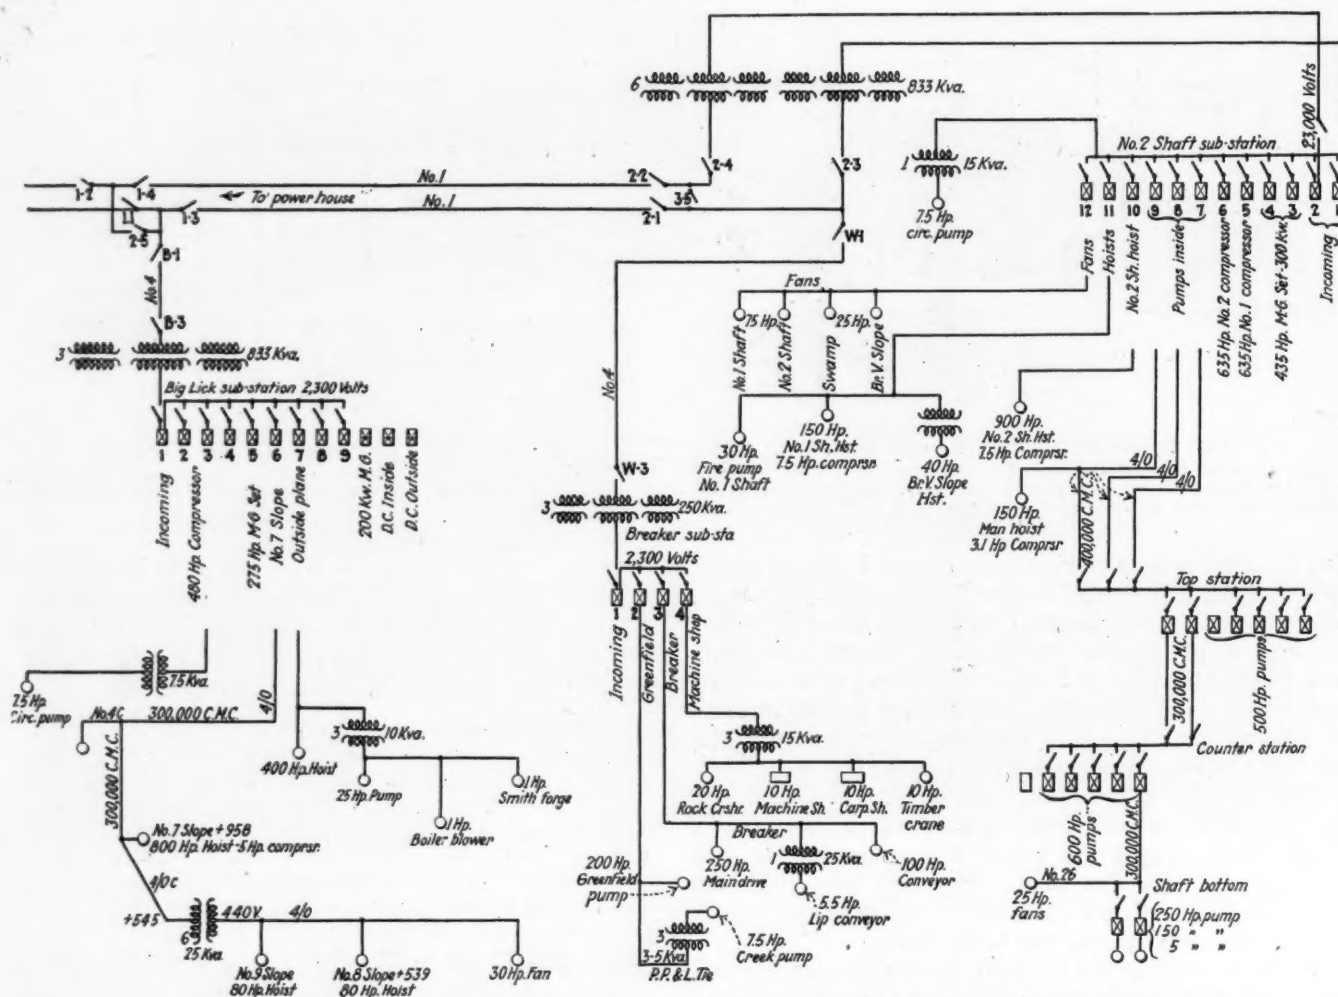 6
833 Kva.
23,000 Volts
No.2 Shaft sub-station
1
15 Kva.
7.5 Hp.
circ. pump
2-4
2-3
2-2
3-5
2-1
W-1
1-2
1-4
No.1
To power house
No.1
1-3
1-1
2-5
B-1
No.4
B-3
3
833 Kva.
Big Lick sub-station 2,300 Volts
1 2 3 4 5 6 7 8 9
Incoming
480 Hp. Compressor
275 Hp. M-G Set
No.7 Slope
Outside plane
200 Kw. M.G.
D.C. Inside
D.C. Outside
12 11 10 9 8 7 6 5 4 3 2 1
Fans
Hoists
No.2 Sh. hoist
Pumps inside
635 Hp. No.2 compressor
635 Hp. No.1 compressor
435 Hp. M-G Set-300 Kw.
Incoming
Fans
75 Hp.
25 Hp.
No.1 Shaft
No.2 Shaft
Swamp
Br.V. Slope
30 Hp.
Fire pump
No.1 Shaft
150 Hp.
No.1 Sh. Hst.
7.5 Hp. comprsr.
40 Hp.
Br.V. Slope
Hst.
900 Hp.
No.2 Sh. Hst.
7.5 Hp. Comprsr.
150 Hp.
Man hoist
3.1 Hp Comprsr
4/0
4/0
4/0
400,000 C.M.C.
No.4
W-3
3
250 Kva.
Breaker sub-sta
2,300 Volts
1 2 3 4
Incoming
Greenfield
Breaker
Machine shop
Top station
300,000 C.M.C.
500 Hp. pumps
Counter station
600 Hp.
pumps
300,000 C.M.C.
No.26
25 Hp.
fans
Shaft bottom
250 Hp. pump
150 " "
5 " "
7.5 Kva.
7.5 Hp.
Circ. pump
No.4C
300,000 C.M.C.
4/0
300,000 C.M.C.
400 Hp. Hoist
3
10 Kva.
25 Hp. Pump
1 Hp.
Boiler blower
1 Hp.
Smith forge
No.7 Slope + 958
800 Hp. Hoist-5 Hp. comprsr.
4/0 C
+545
6
25 Kva.
440 V.
4/0
No.9 Slope
80 Hp. Hoist
No.8 Slope + 539
80 Hp. Hoist
30 Hp. Fan
3
15 Kva.
20 Hp.
Rock Crshr.
10 Hp.
Machine Sh.
10 Hp.
Carp. Sh.
10 Hp.
Timber
crane
Breaker
250 Hp.
Main drive
1
25 Kva.
5.5 Hp.
Lip conveyor
100 Hp.
Conveyor
200 Hp.
Greenfield
pump
3
3-5 Kva.
P.P. & L. Tie
7.5 Hp.
Creek pump